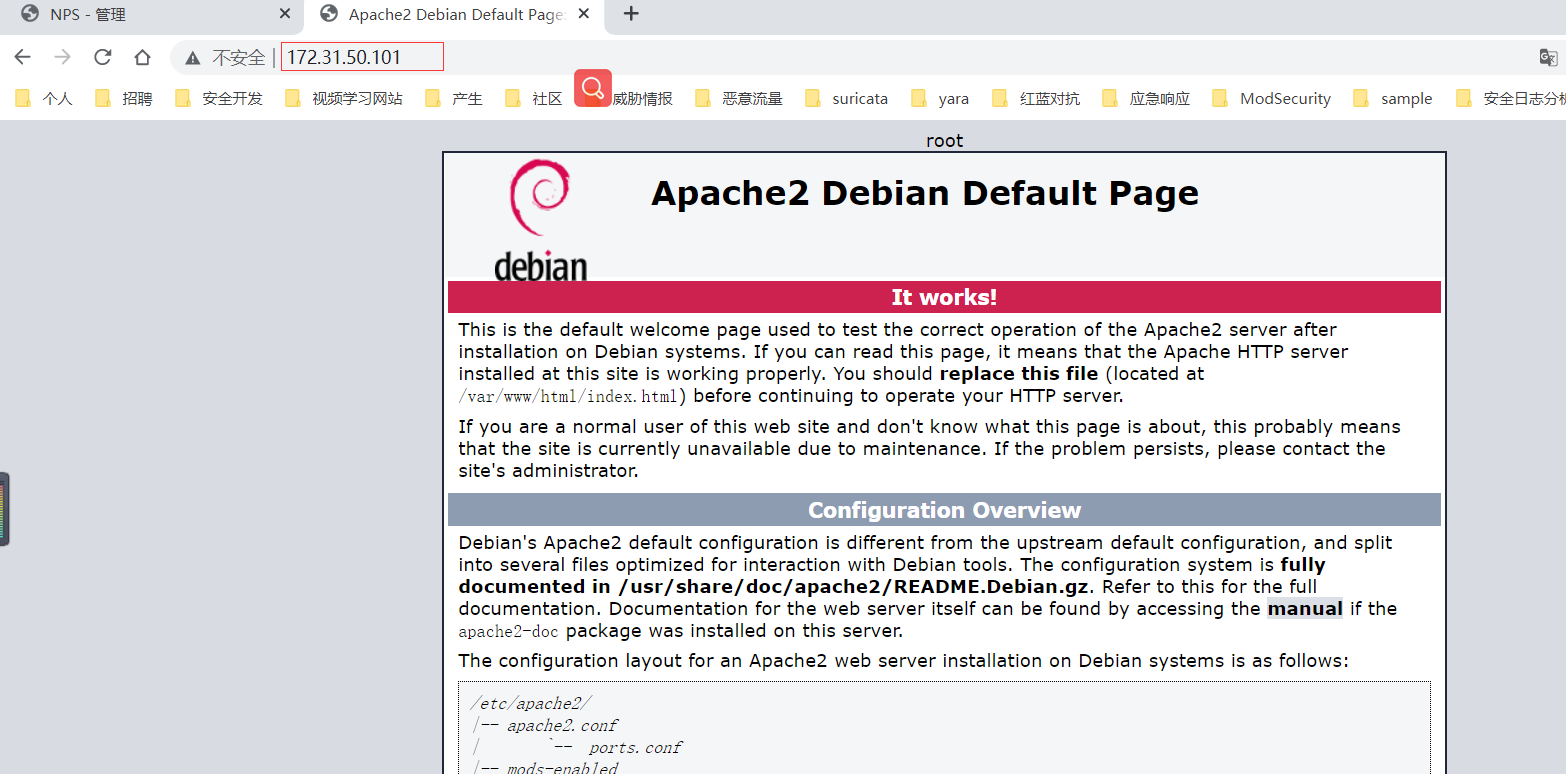 NPS - 管理
Apache2 Debian Default Page:
不安全 | 172.31.50.101
个人 招聘 安全开发 视频学习网站 产生 社区 威胁情报 恶意流量 suricata yara 红蓝对抗 应急响应 ModSecurity sample 安全日志分析
root
debian
Apache2 Debian Default Page
It works!
This is the default welcome page used to test the correct operation of the Apache2 server after
installation on Debian systems. If you can read this page, it means that the Apache HTTP server
installed at this site is working properly. You should replace this file (located at
/var/www/html/index.html) before continuing to operate your HTTP server.
If you are a normal user of this web site and don't know what this page is about, this probably means
that the site is currently unavailable due to maintenance. If the problem persists, please contact the
site's administrator.
Configuration Overview
Debian's Apache2 default configuration is different from the upstream default configuration, and split
into several files optimized for interaction with Debian tools. The configuration system is fully
documented in /usr/share/doc/apache2/README.Debian.gz. Refer to this for the full
documentation. Documentation for the web server itself can be found by accessing the manual if the
apache2-doc package was installed on this server.
The configuration layout for an Apache2 web server installation on Debian systems is as follows:
/etc/apache2/
|-- apache2.conf
|       `--  ports.conf
|-- mods-enabled